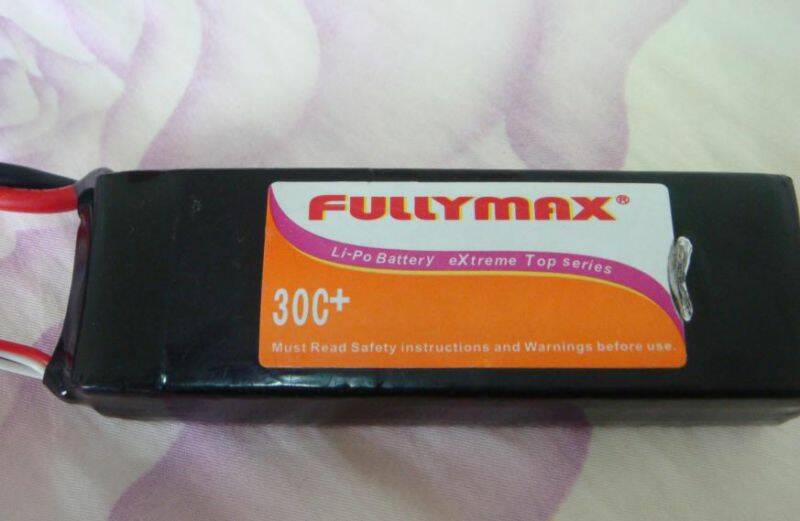 FULLYMAX®
Li-Po Battery eXtreme Top series
30C+
Must Read Safety instructions and Warnings before use.